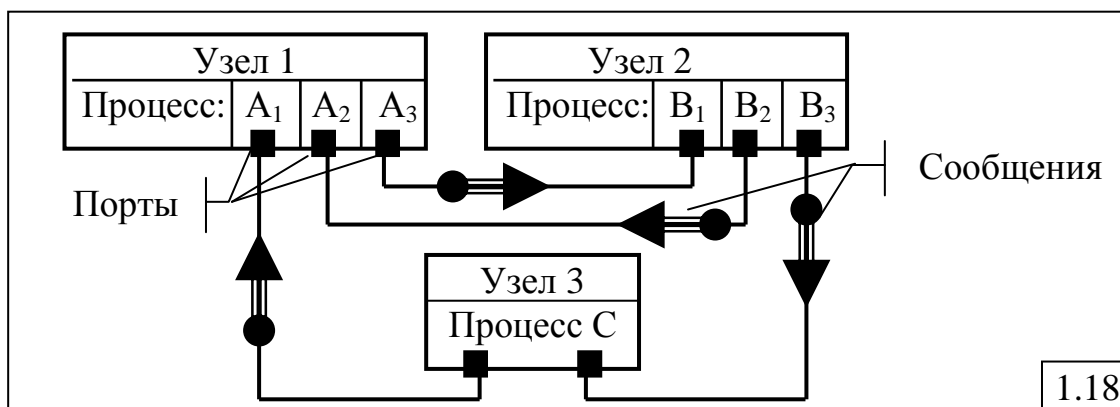 Узел 1
Процесс: A₁ A₂ A₃
Узел 2
Процесс: B₁ B₂ B₃
Порты
Сообщения
Узел 3
Процесс C
1.18